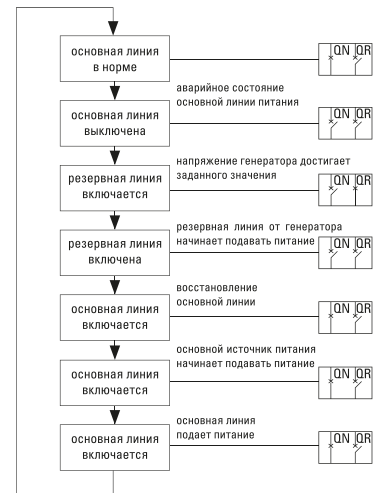 основная линия
в норме
QN QR
аварийное состояние
основной линии питания
основная линия
выключена
QN QR
напряжение генератора достигает
заданного значения
резервная линия
включается
QN QR
резервная линия от генератора
начинает подавать питание
резервная линия
включена
QN QR
восстановление
основной линии
основная линия
включается
QN QR
основной источник питания
начинает подавать питание
основная линия
включается
QN QR
основная линия
подает питание
основная линия
включается
QN QR